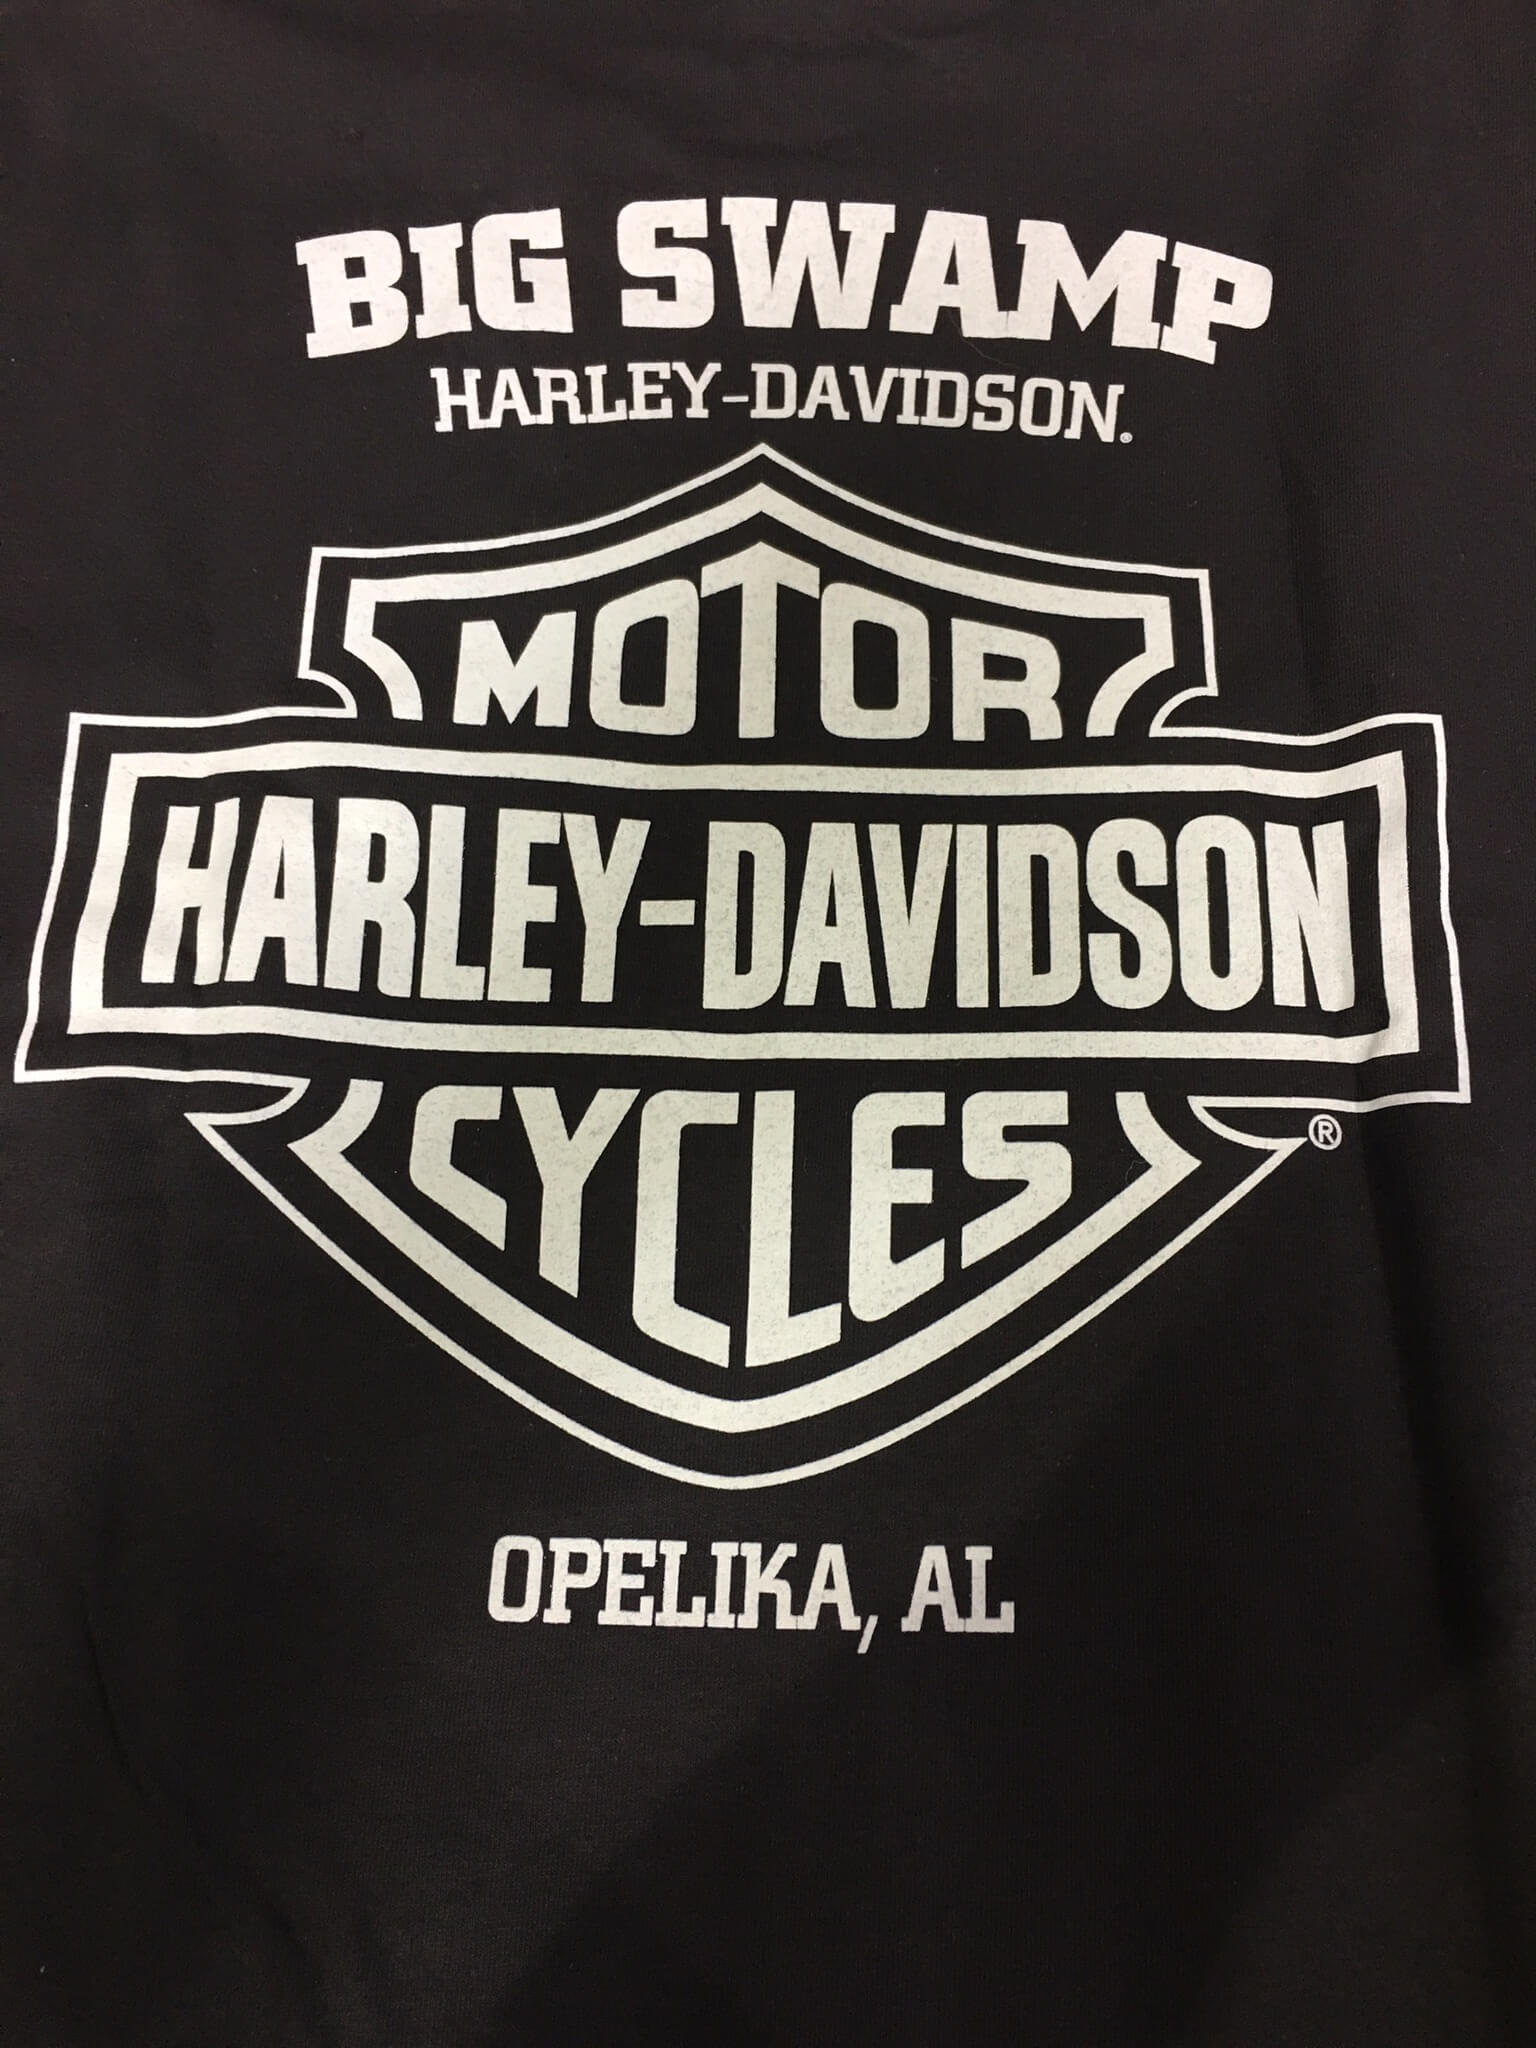 BIG SWAMP
HARLEY-DAVIDSON®
MOTOR
HARLEY-DAVIDSON
CYCLES
®
OPELIKA, AL